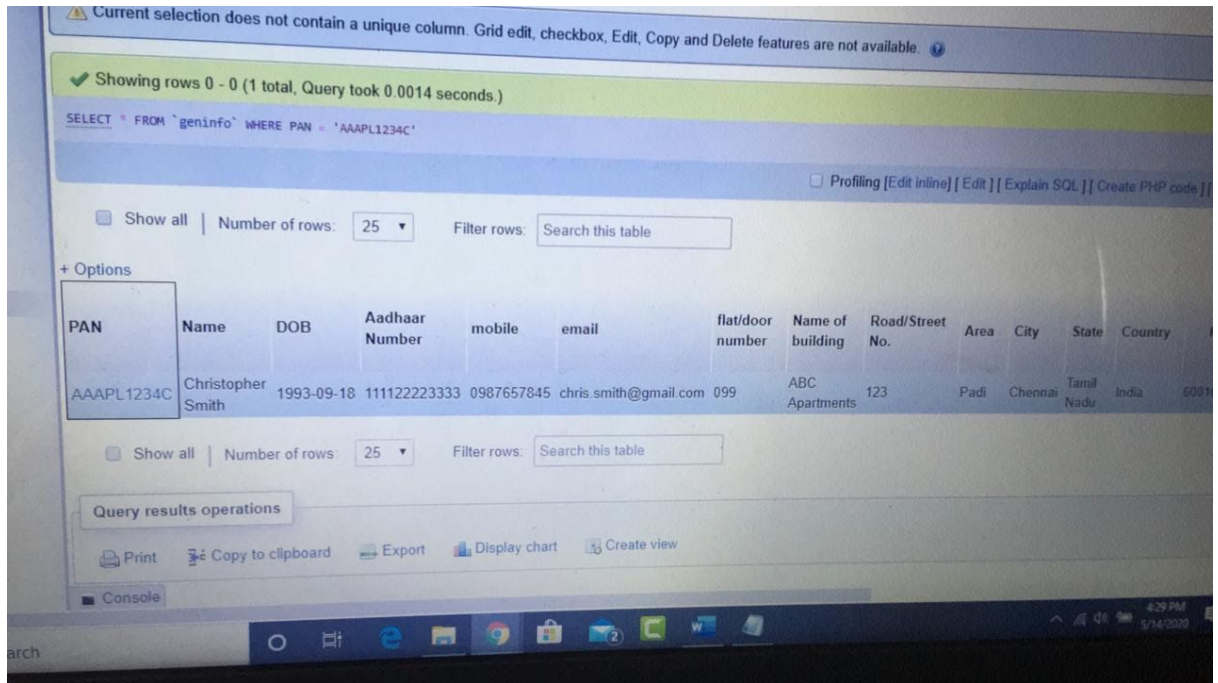 Current selection does not contain a unique column. Grid edit, checkbox, Edit, Copy and Delete features are not available.
Showing rows 0 - 0 (1 total, Query took 0.0014 seconds.)
SELECT * FROM `geninfo` WHERE PAN = 'AAAPL1234C'
Profiling [Edit inline] [ Edit ] [ Explain SQL ] [ Create PHP code ] [
Show all | Number of rows: 25 Filter rows: Search this table
+ Options
PAN Name DOB Aadhaar Number mobile email flat/door number Name of building Road/Street No. Area City State Country
AAAPL1234C Christopher Smith 1993-09-18 111122223333 0987657845 chris.smith@gmail.com 099 ABC Apartments 123 Padi Chennai Tamil Nadu India
Show all | Number of rows: 25 Filter rows: Search this table
Query results operations
Print Copy to clipboard Export Display chart Create view
Console
arch 2 4:29 PM
5/14/2020